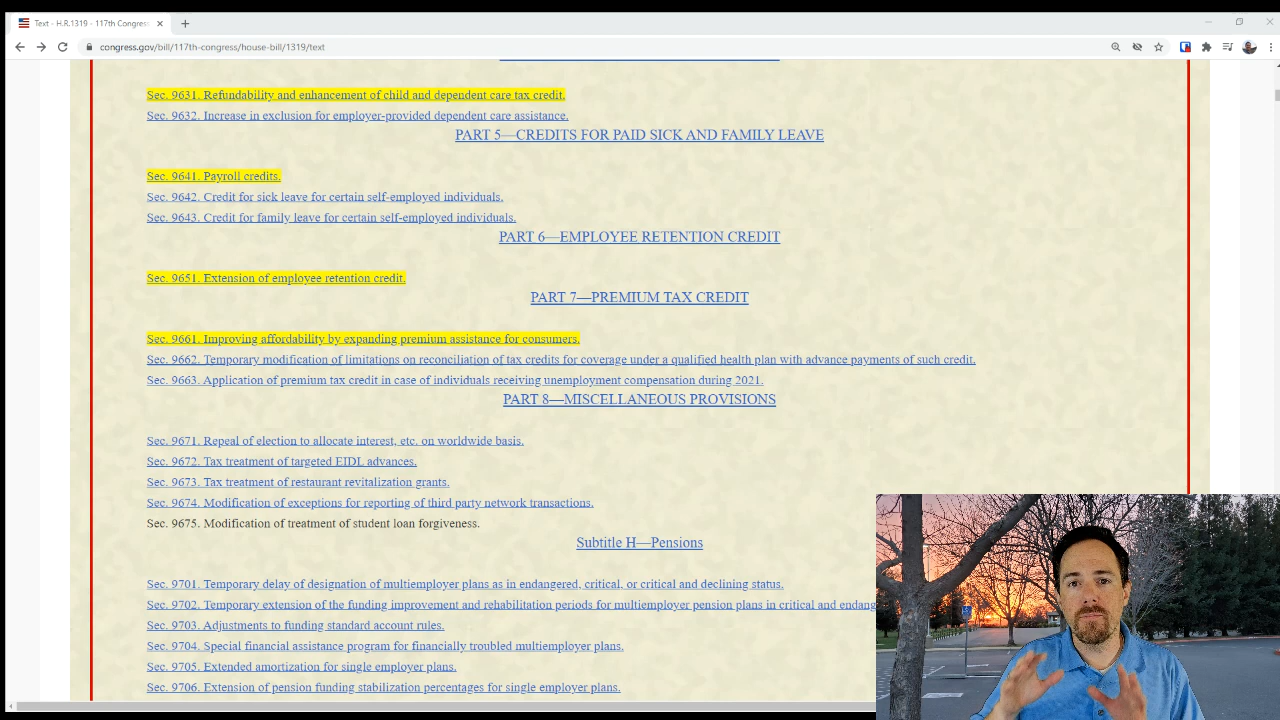 Text - H.R.1319 - 117th Congres
congress.gov/bill/117th-congress/house-bill/1319/text
Sec. 9631. Refundability and enhancement of child and dependent care tax credit.
Sec. 9632. Increase in exclusion for employer-provided dependent care assistance.
PART 5—CREDITS FOR PAID SICK AND FAMILY LEAVE
Sec. 9641. Payroll credits.
Sec. 9642. Credit for sick leave for certain self-employed individuals.
Sec. 9643. Credit for family leave for certain self-employed individuals.
PART 6—EMPLOYEE RETENTION CREDIT
Sec. 9651. Extension of employee retention credit.
PART 7—PREMIUM TAX CREDIT
Sec. 9661. Improving affordability by expanding premium assistance for consumers.
Sec. 9662. Temporary modification of limitations on reconciliation of tax credits for coverage under a qualified health plan with advance payments of such credit.
Sec. 9663. Application of premium tax credit in case of individuals receiving unemployment compensation during 2021.
PART 8—MISCELLANEOUS PROVISIONS
Sec. 9671. Repeal of election to allocate interest, etc. on worldwide basis.
Sec. 9672. Tax treatment of targeted EIDL advances.
Sec. 9673. Tax treatment of restaurant revitalization grants.
Sec. 9674. Modification of exceptions for reporting of third party network transactions.
Sec. 9675. Modification of treatment of student loan forgiveness.
Subtitle H—Pensions
Sec. 9701. Temporary delay of designation of multiemployer plans as in endangered, critical, or critical and declining status.
Sec. 9702. Temporary extension of the funding improvement and rehabilitation periods for multiemployer pension plans in critical and endang
Sec. 9703. Adjustments to funding standard account rules.
Sec. 9704. Special financial assistance program for financially troubled multiemployer plans.
Sec. 9705. Extended amortization for single employer plans.
Sec. 9706. Extension of pension funding stabilization percentages for single employer plans.